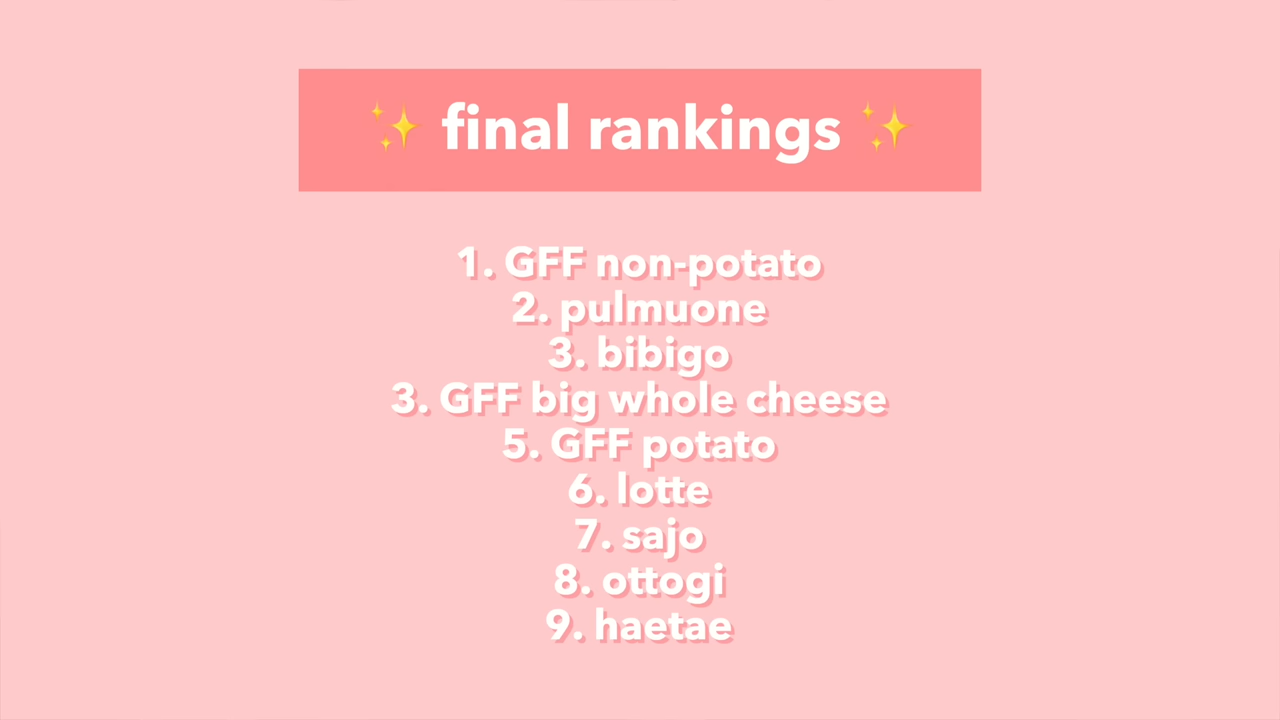 ✨ final rankings ✨
1. GFF non-potato
2. pulmuone
3. bibigo
3. GFF big whole cheese
5. GFF potato
6. lotte
7. sajo
8. ottogi
9. haetae